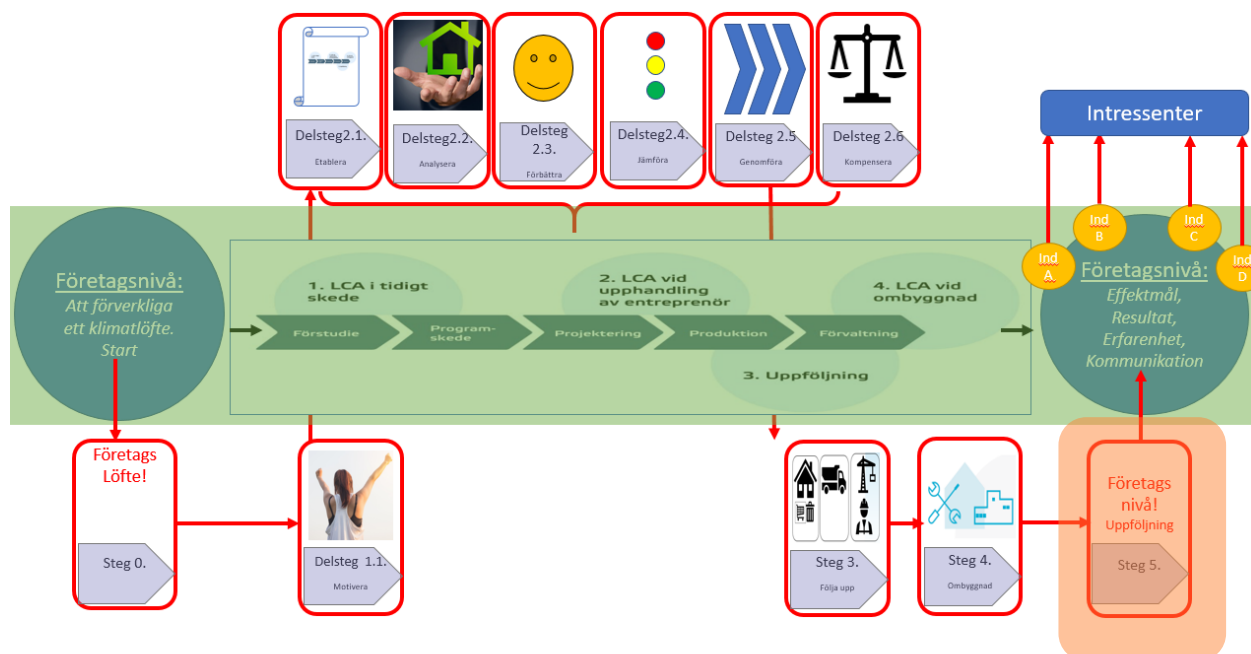 Delsteg2.1.
Etablera
Delsteg2.2.
Analysera
Delsteg
2.3.
Förbättra
Delsteg2.4.
Jämföra
Delsteg 2.5
Genomföra
Delsteg 2.6
Kompensera
Intressenter
Ind
A
Ind
B
Ind
C
Ind
D
Företagsnivå:
Att förverkliga
ett klimatlöfte.
Start
1. LCA i tidigt
skede
2. LCA vid
upphandling
av entreprenör
4. LCA vid
ombyggnad
Förstudie
Program-
skede
Projektering
Produktion
Förvaltning
3. Uppföljning
Företagsnivå:
Effektmål,
Resultat,
Erfarenhet,
Kommunikation
Företags
Löfte!
Steg 0.
Delsteg 1.1.
Motivera
Steg 3.
Följa upp
Steg 4.
Ombyggnad
Företags
nivå!
Uppföljning
Steg 5.